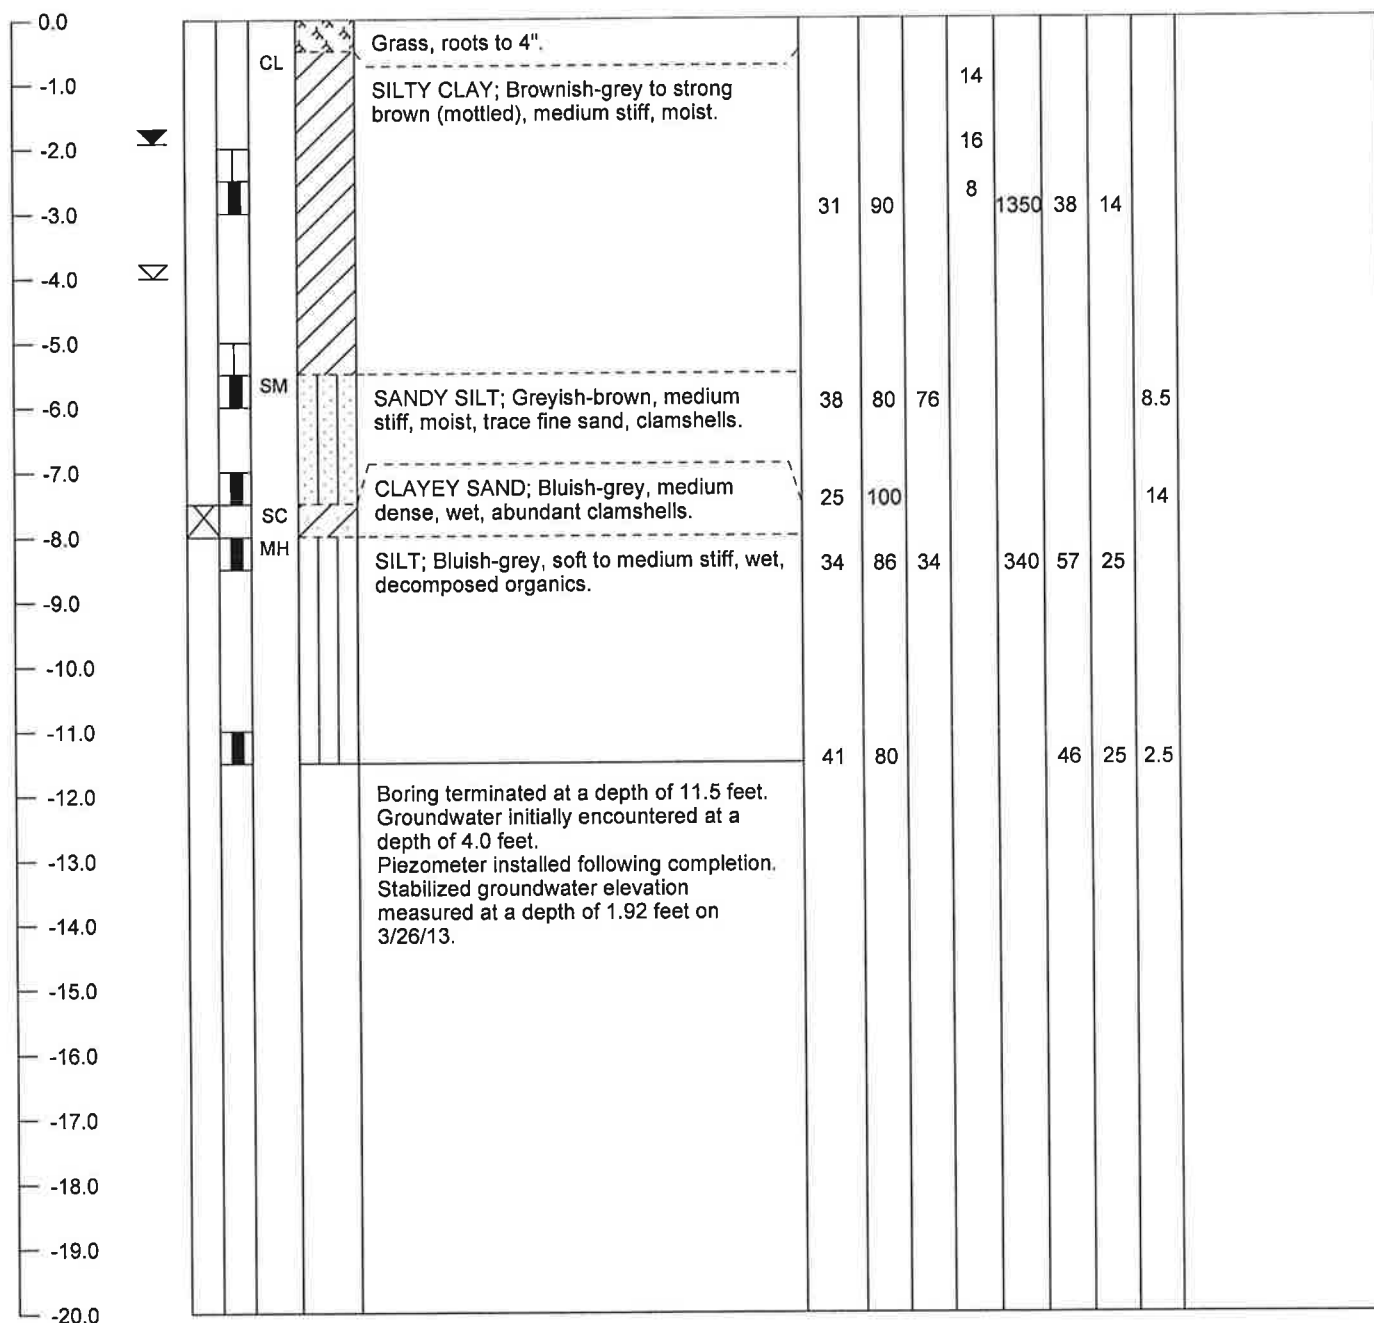 0.0
Grass, roots to 4".
CL
14
-1.0
SILTY CLAY; Brownish-grey to strong
brown (mottled), medium stiff, moist.
16
-2.0
8
31 90 1350 38 14
-3.0
-4.0
-5.0
SM
SANDY SILT; Greyish-brown, medium
stiff, moist, trace fine sand, clamshells.
38 80 76 8.5
-6.0
-7.0
CLAYEY SAND; Bluish-grey, medium
dense, wet, abundant clamshells.
25 100 14
SC
-8.0
MH
SILT; Bluish-grey, soft to medium stiff, wet,
decomposed organics.
34 86 34 340 57 25
-9.0
-10.0
-11.0
41 80 46 25 2.5
-12.0
Boring terminated at a depth of 11.5 feet.
Groundwater initially encountered at a
depth of 4.0 feet.
-13.0
Piezometer installed following completion.
Stabilized groundwater elevation
measured at a depth of 1.92 feet on
3/26/13.
-14.0
-15.0
-16.0
-17.0
-18.0
-19.0
-20.0